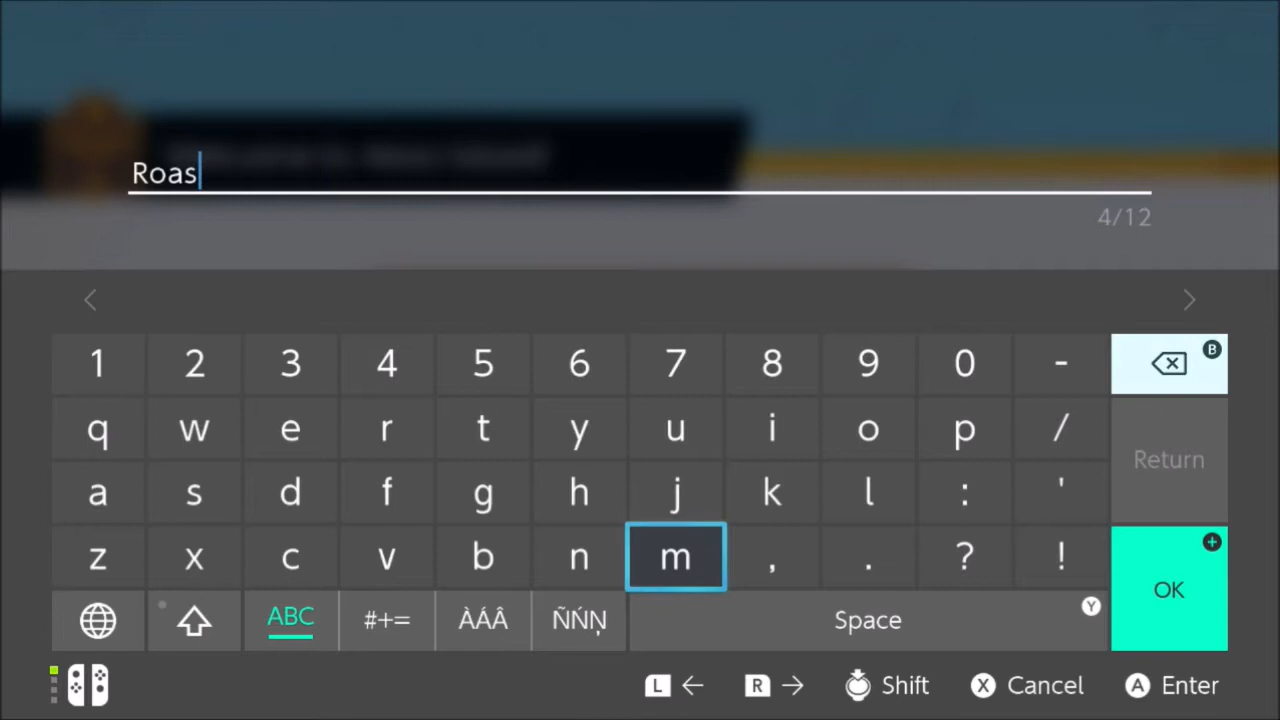 Roas
4/12
1 2 3 4 5 6 7 8 9 0 - B
q w e r t y u i o p / Return
a s d f g h j k l : '
z x c v b n m , . ? ! + OK
ABC #+= ÀÁÂ ÑŃŅ Space Y
L ← R → Shift X Cancel A Enter